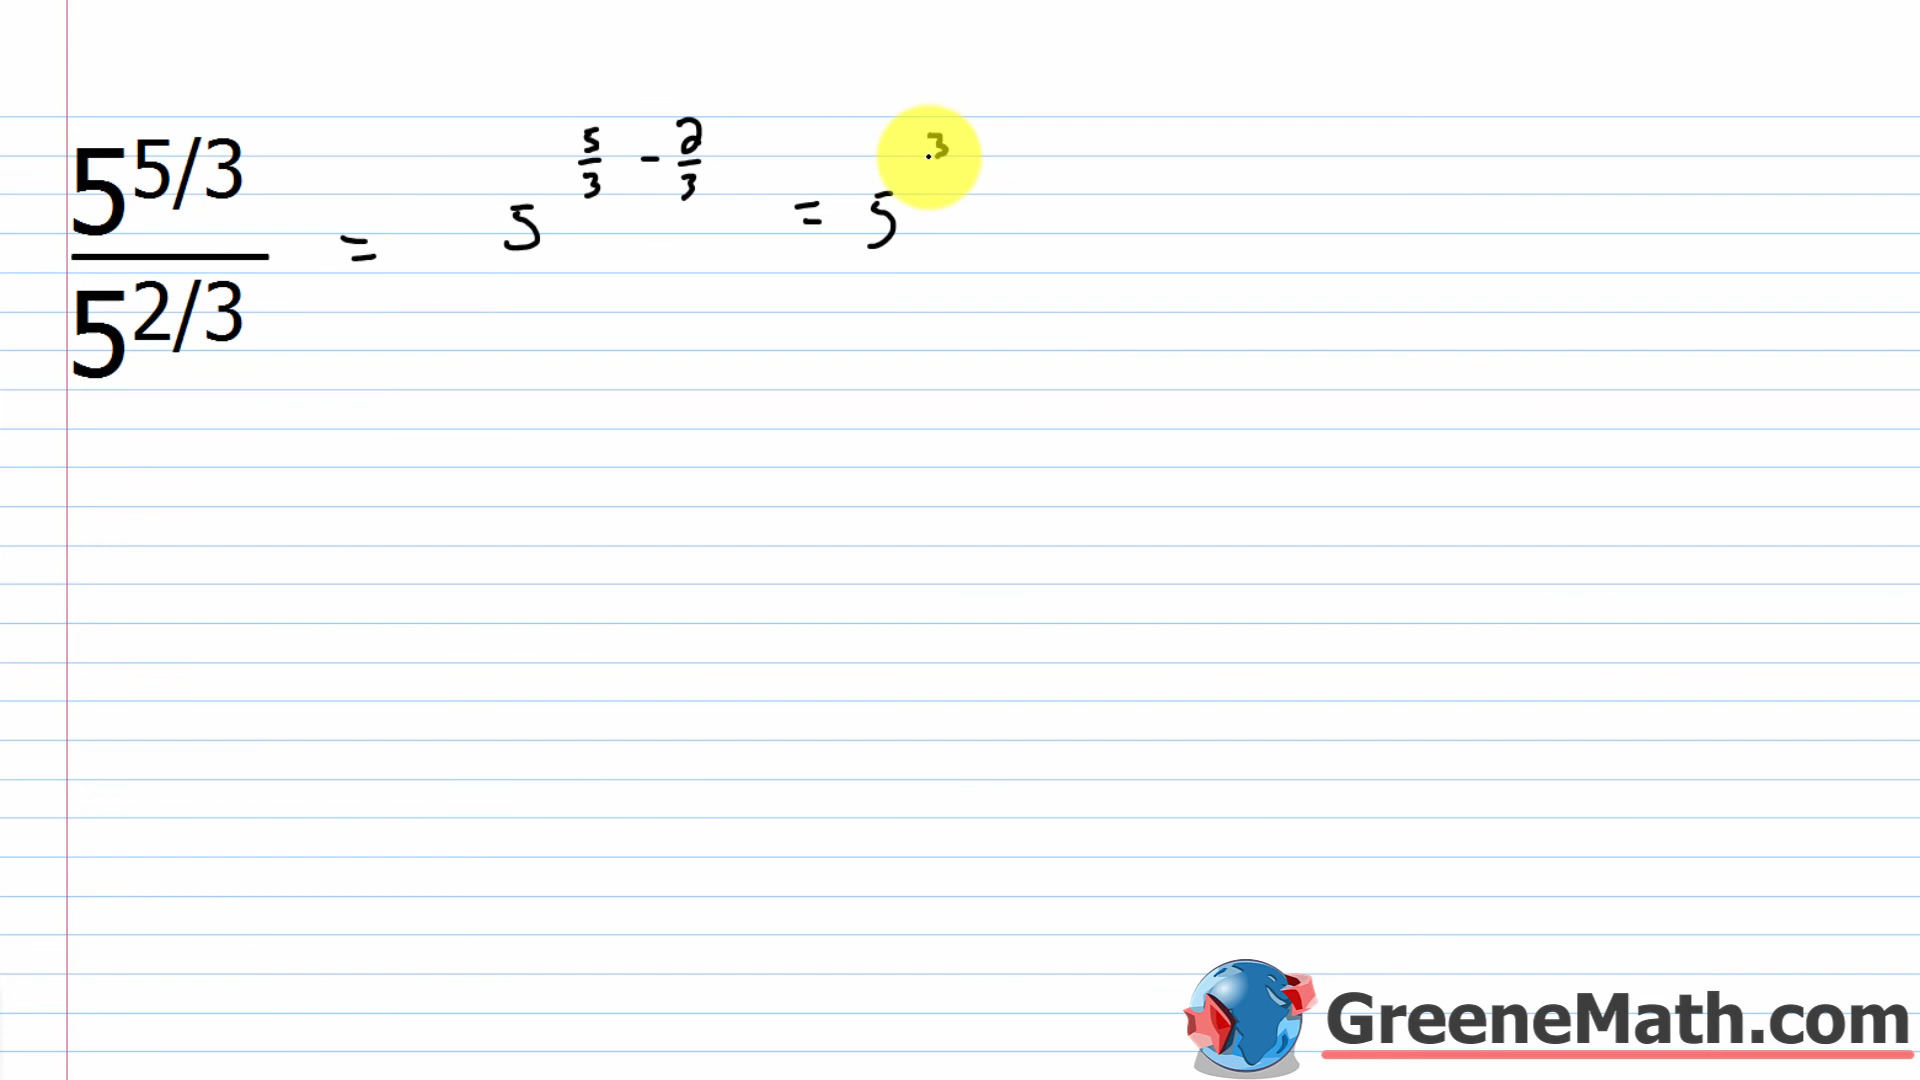 5^{5/3} / 5^{2/3} = 5^{5/3 - 2/3} = 5^{3}
GreeneMath.com